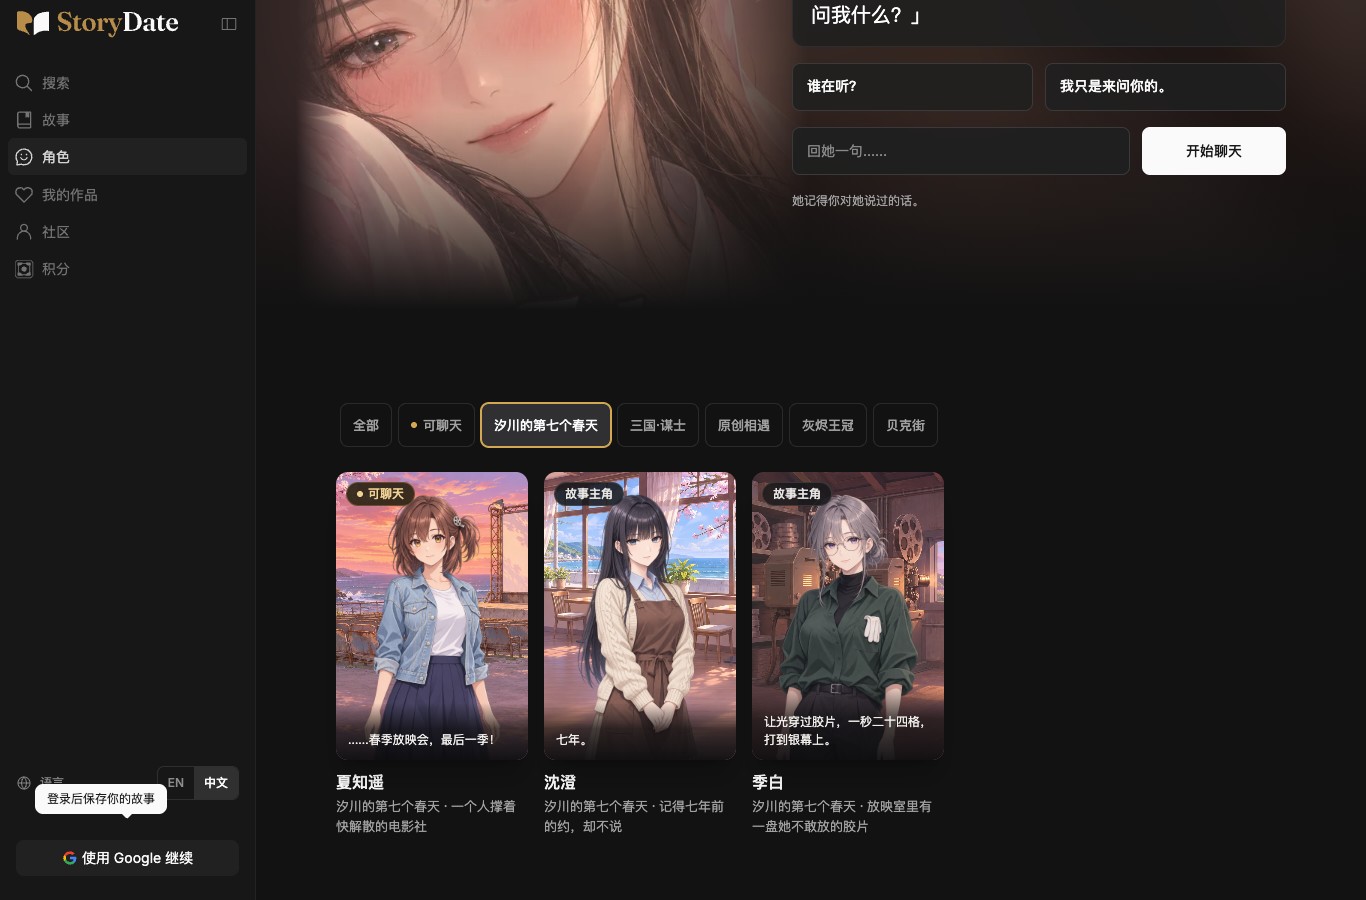 StoryDate
搜索
故事
角色
我的作品
社区
积分
语言
EN
中文
登录后保存你的故事
使用 Google 继续
问我什么？」
谁在听?
我只是来问你的。
回她一句……
开始聊天
她记得你对她说过的话。
全部
可聊天
汐川的第七个春天
三国·谋士
原创相遇
灰烬王冠
贝克街
可聊天
……春季放映会，最后一季！
夏知遥
汐川的第七个春天 · 一个人撑着
快解散的电影社
故事主角
七年。
沈澄
汐川的第七个春天 · 记得七年前
的约，却不说
故事主角
让光穿过胶片，一秒二十四格，
打到银幕上。
季白
汐川的第七个春天 · 放映室里有
一盘她不敢放的胶片